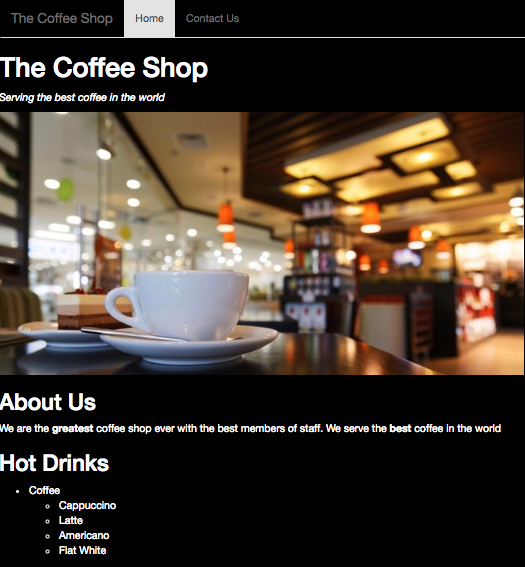 The Coffee Shop Home Contact Us
The Coffee Shop
Serving the best coffee in the world
About Us
We are the greatest coffee shop ever with the best members of staff. We serve the best coffee in the world
Hot Drinks
Coffee
Cappuccino
Latte
Americano
Flat White